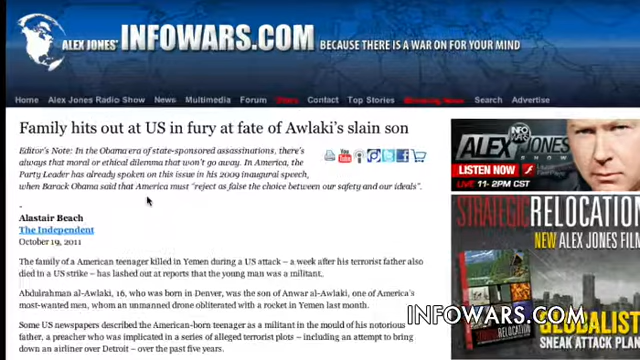 ALEX JONES' INFOWARS.COM BECAUSE THERE IS A WAR ON FOR YOUR MIND
Home Alex Jones Radio Show News Multimedia Forum Store Contact Top Stories Breaking News Search Advertise
Family hits out at US in fury at fate of Awlaki's slain son
Editor's Note: In the Obama era of state-sponsored assassinations, there's
always that moral or ethical dilemma that won't go away. In America, the
Party Leader has already spoken on this issue in his 2009 inaugural speech,
when Barack Obama said that America must "reject as false the choice between our safety and our ideals".
Alastair Beach
The Independent
October 19, 2011
The family of a American teenager killed in Yemen during a US attack – a week after his terrorist father also
died in a US strike – has lashed out at reports that the young man was a militant.
Abdulrahman al-Awlaki, 16, who was born in Denver, was the son of Anwar al-Awlaki, one of America's
most-wanted men, whom an unmanned drone obliterated with a rocket in Yemen last month.
Some US newspapers described the American-born teenager as a militant in the mould of his notorious
father, a preacher who was implicated in a series of alleged terrorist plots – including an attempt to bring
down an airliner over Detroit – over the past five years.
INFO WARS
ALEX JONES
SHOW
LISTEN NOW
LIVE 11- 2PM CST
STRATEGIC RELOCATION
NEW ALEX JONES FILM
STRATEGIC
RELOCATION
INFOWARS.COM
GLOBALIST
SNEAK ATTACK PLAN